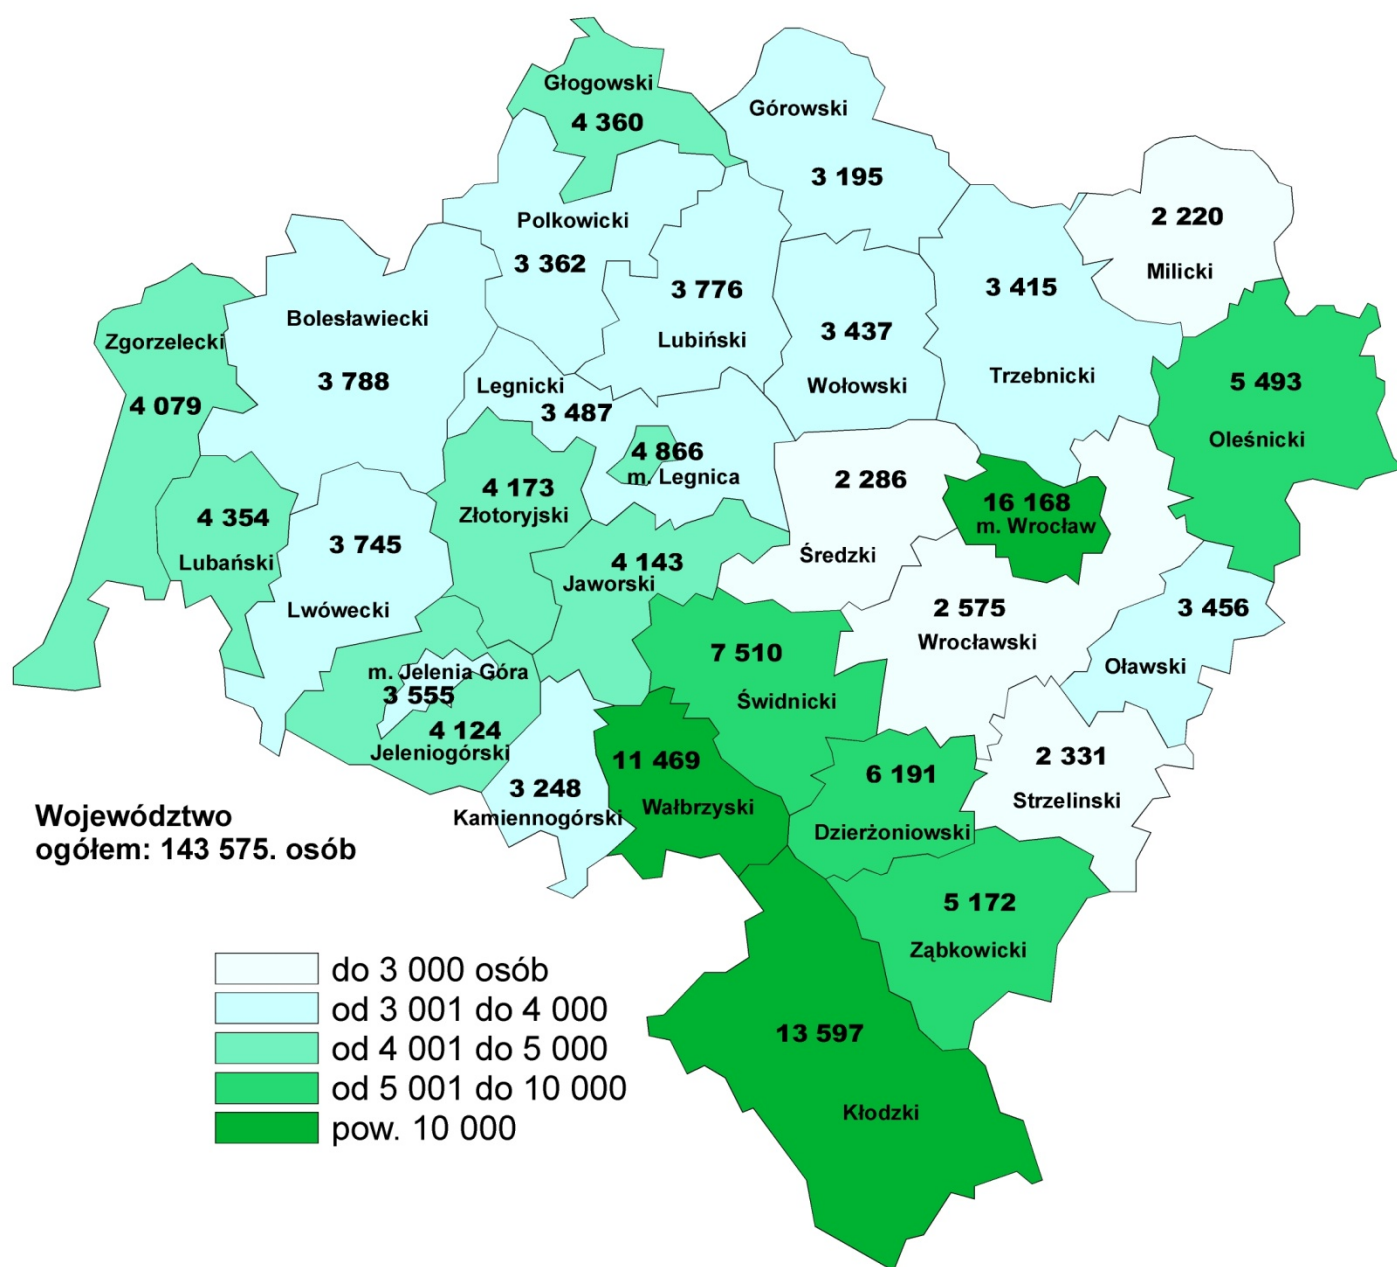 Głogowski
4 360
Górowski
3 195
Polkowicki
3 362
2 220
Milicki
Bolesławiecki
3 788
3 776
Lubiński
3 437
Wołowski
3 415
Trzebnicki
Zgorzelecki
4 079
5 493
Oleśnicki
Legnicki
3 487
4 866
m. Legnica
4 173
Złotoryjski
2 286
Średzki
16 168
m. Wrocław
4 354
Lubański
3 745
Lwówecki
4 143
Jaworski
2 575
Wrocławski
3 456
Oławski
m. Jelenia Góra
3 555
4 124
Jeleniogórski
7 510
Świdnicki
3 248
Kamiennogórski
11 469
Wałbrzyski
6 191
Dzierżoniowski
2 331
Strzelinski
Województwo
ogółem: 143 575. osób
5 172
Ząbkowicki
13 597
Kłodzki
do 3 000 osób
od 3 001 do 4 000
od 4 001 do 5 000
od 5 001 do 10 000
pow. 10 000